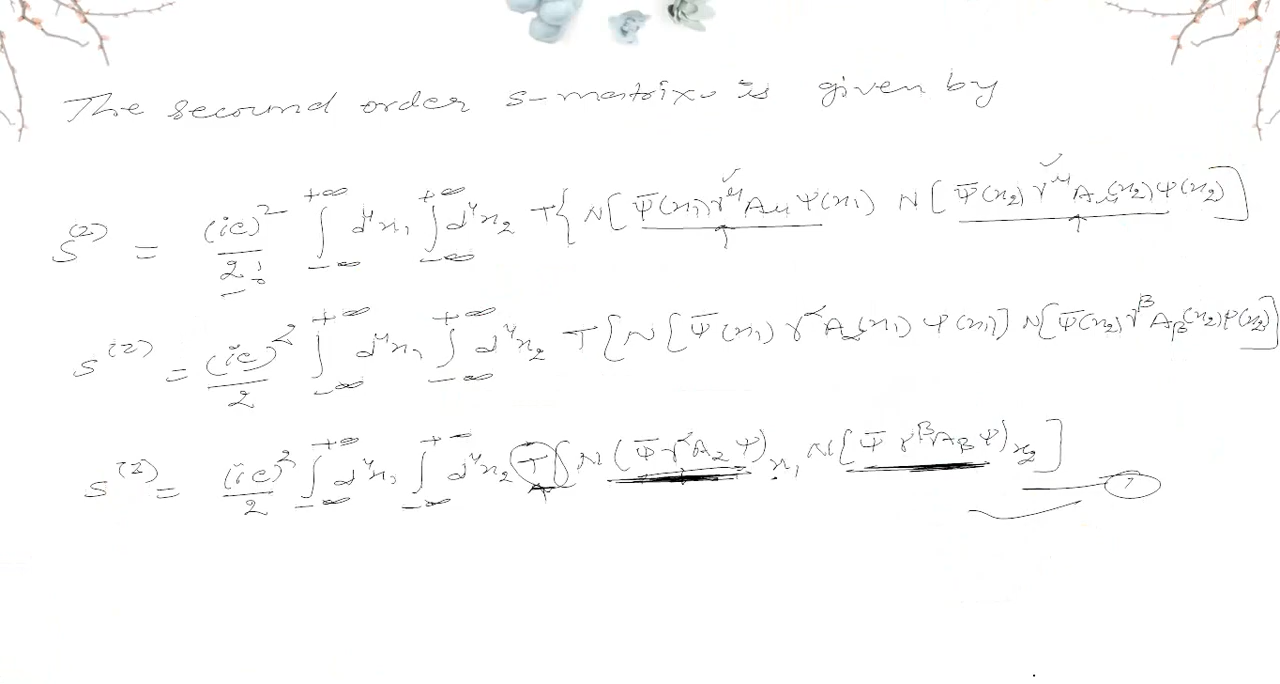 The second order s-matrix is given by
S^(2) = (ie)^2/2! ∫_{-∞}^{+∞} d^4x_1 ∫_{-∞}^{+∞} d^4x_2 T{N[ψ̄(x_1)γ^μ A_μ ψ(x_1) N[ψ̄(x_2) γ^μ A_μ(x_2) ψ(x_2)]
S^(2) = (ie)^2/2 ∫_{-∞}^{+∞} d^4x_1 ∫_{-∞}^{+∞} d^4x_2 T{N[ψ̄(x_1) γ^α A_α(x_1) ψ(x_1)] N[ψ̄(x_2) γ^β A_β(x_2) ψ(x_2)]
S^(2) = (ie)^2/2 ∫_{-∞}^{+∞} d^4x_1 ∫_{-∞}^{+∞} d^4x_2 T{N(ψ̄ γ^α A_α ψ)_{x_1} N[ψ̄ γ^β A_β ψ)_{x_2}]